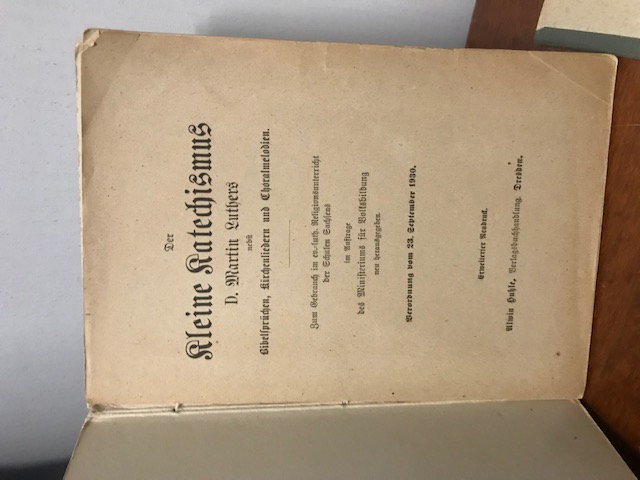 Der
Kleine Katechismus
D. Martin Luthers
nebst
Bibelsprüchen, Kirchenliedern und Choralmelodien.
Zum Gebrauch im ev.-luth. Religionsunterricht
der Schulen Sachsens
im Auftrage
des Ministeriums für Volksbildung
neu herausgegeben.
Verordnung vom 23. September 1930.
Erweiterter Neudruck.
Alwin Huhle, Verlagsbuchhandlung, Dresden.